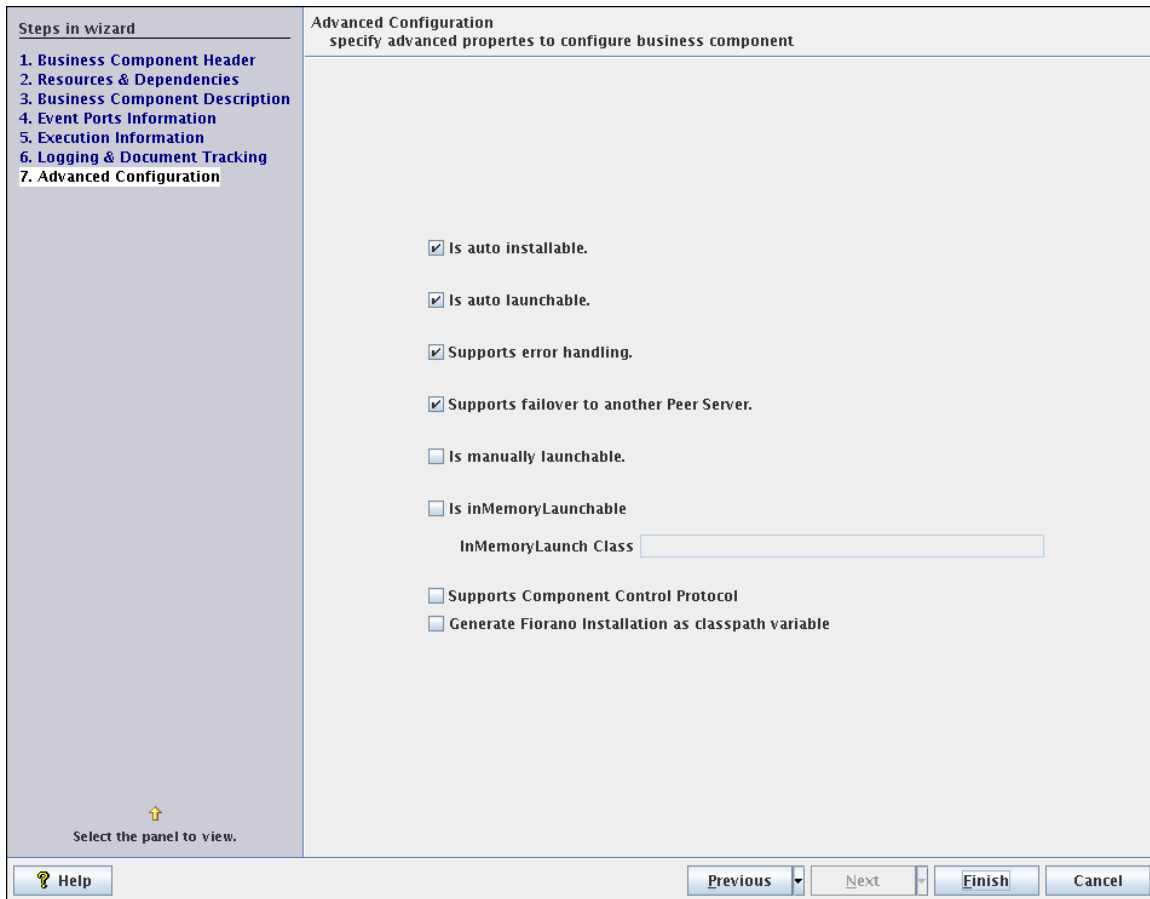 Steps in wizard
1. Business Component Header
2. Resources & Dependencies
3. Business Component Description
4. Event Ports Information
5. Execution Information
6. Logging & Document Tracking
7. Advanced Configuration
Select the panel to view.
Advanced Configuration
specify advanced propertes to configure business component
Is auto installable.
Is auto launchable.
Supports error handling.
Supports failover to another Peer Server.
Is manually launchable.
Is inMemoryLaunchable
InMemoryLaunch Class
Supports Component Control Protocol
Generate Fiorano Installation as classpath variable
? Help
Previous
Next
Finish
Cancel